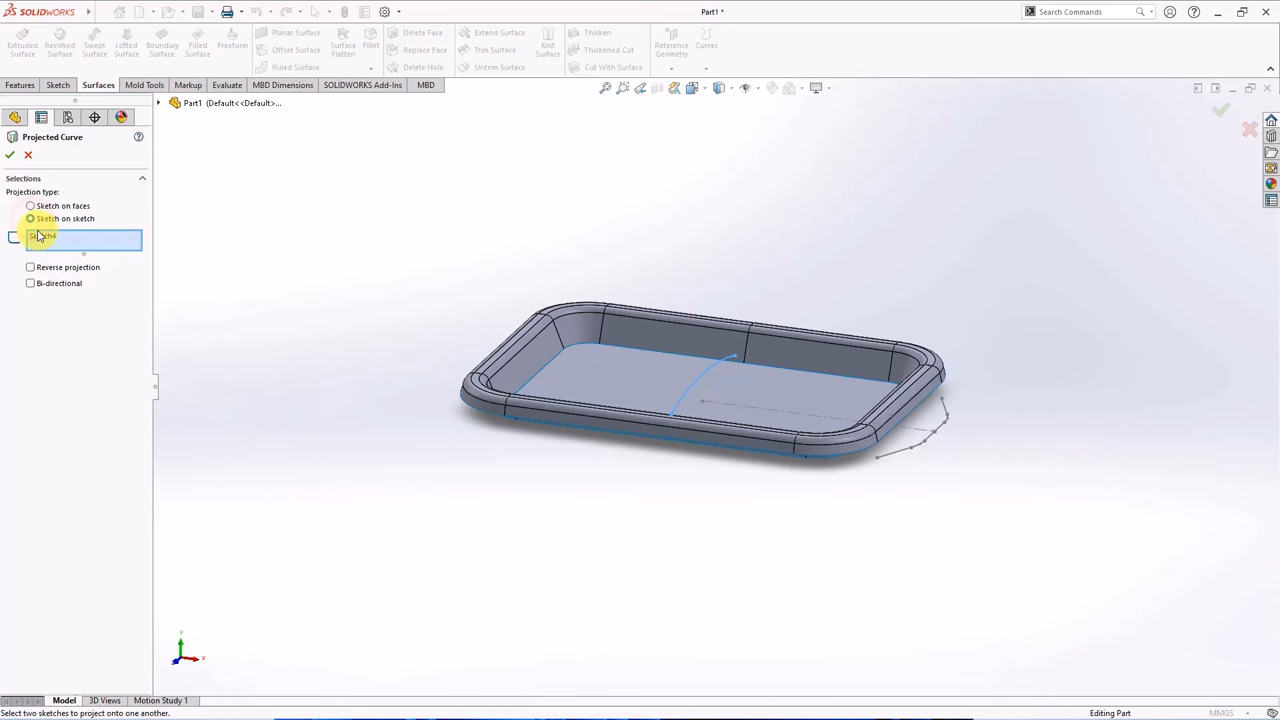 SOLIDWORKS
Part1 *
Search Commands
Extruded Surface
Revolved Surface
Swept Surface
Lofted Surface
Boundary Surface
Filled Surface
Freeform
Planar Surface
Offset Surface
Ruled Surface
Surface Flatten
Fillet
Delete Face
Replace Face
Delete Hole
Extend Surface
Trim Surface
Untrim Surface
Knit Surface
Thicken
Thickened Cut
Cut With Surface
Reference Geometry
Curves
Features
Sketch
Surfaces
Mold Tools
Markup
Evaluate
MBD Dimensions
SOLIDWORKS Add-Ins
MBD
Part1 (Default<<Default>...
Projected Curve
Selections
Projection type:
Sketch on faces
Sketch on sketch
Sketch4
Reverse projection
Bi-directional
Y
X
Z
Model
3D Views
Motion Study 1
Select two sketches to project onto one another.
Editing Part
MMGS